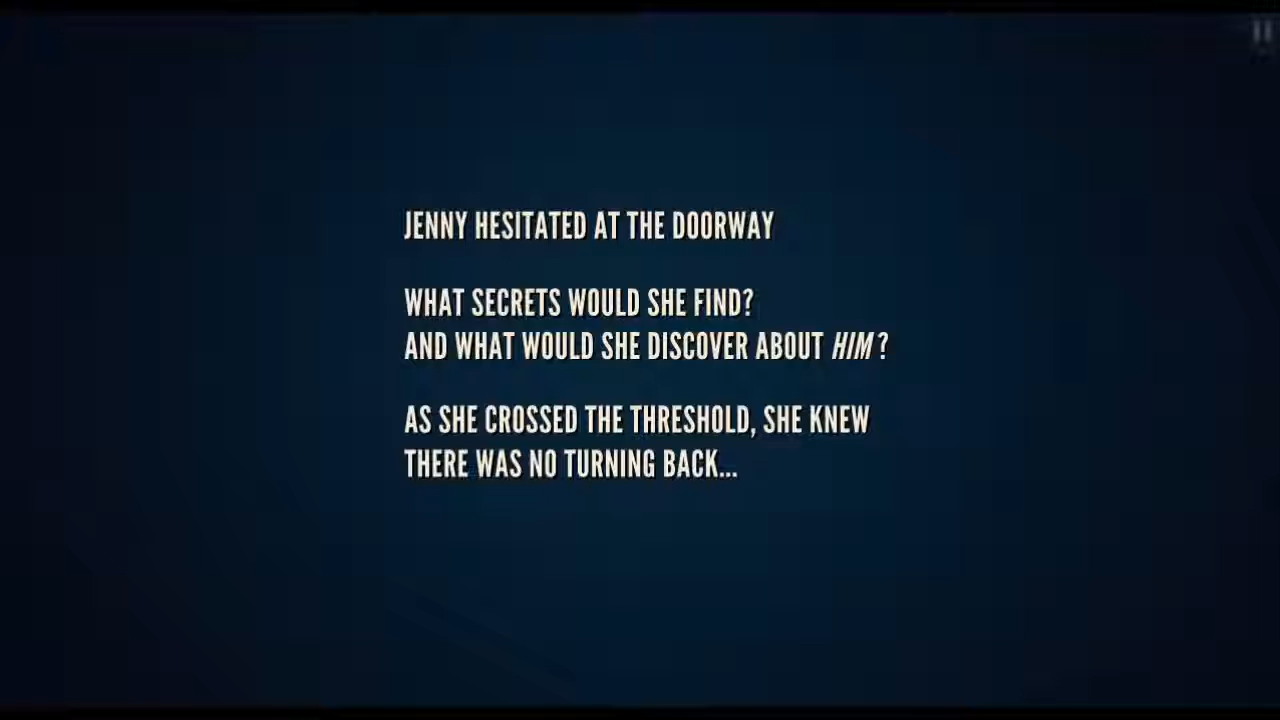 JENNY HESITATED AT THE DOORWAY
WHAT SECRETS WOULD SHE FIND?
AND WHAT WOULD SHE DISCOVER ABOUT HIM?
AS SHE CROSSED THE THRESHOLD, SHE KNEW
THERE WAS NO TURNING BACK...